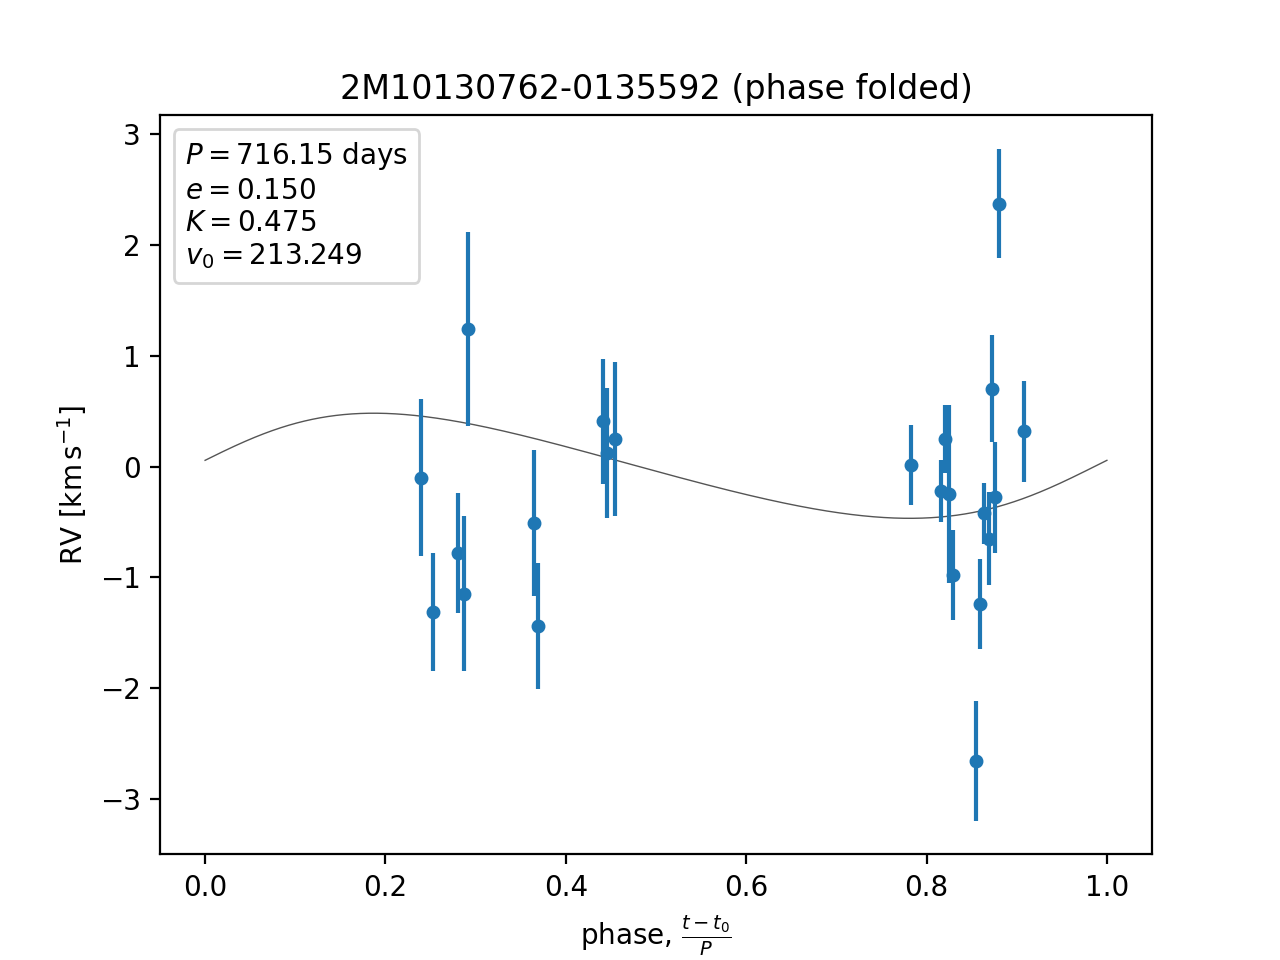 2M10130762-0135592 (phase folded)
P = 716.15 days
e = 0.150
K = 0.475
v₀ = 213.249
3
2
1
0
−1
−2
−3
RV [km s⁻¹]
0.0 0.2 0.4 0.6 0.8 1.0
phase, (t − t₀)/P